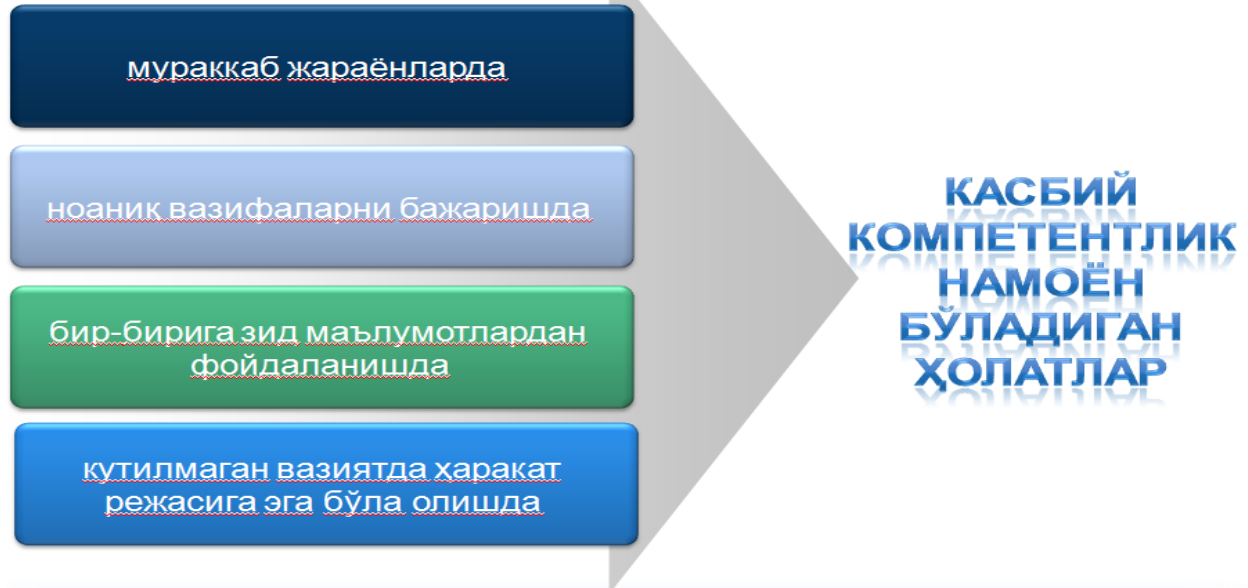 мураккаб жараёнларда
ноаниқ вазифаларни бажаришда
бир-бирига зид маълумотлардан
фойдаланишда
кутилмаган вазиятда ҳаракат
режасига эга бўла олишда
КАСБИЙ
КОМПЕТЕНТЛИК
НАМОЁН
БЎЛАДИГАН
ҲОЛАТЛАР